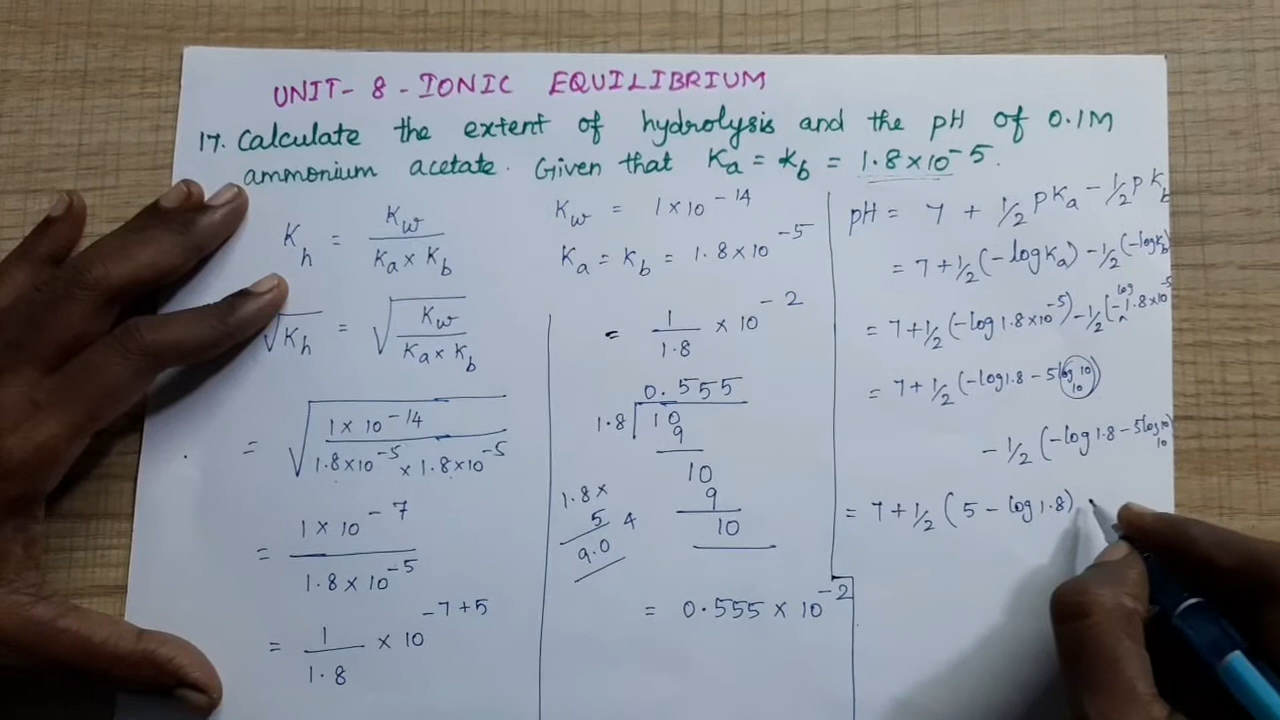 UNIT- 8 - IONIC EQUILIBRIUM
17. Calculate the extent of hydrolysis and the pH of 0.1M
ammonium acetate. Given that Ka = Kb = 1.8×10-5.
Kh = Kw / Ka × Kb
√Kh = √(Kw / Ka × Kb)
= √(1 × 10-14 / 1.8×10-5 × 1.8×10-5)
= 1 × 10-7 / 1.8 × 10-5
= 1 / 1.8 × 10-7+5
Kw = 1×10-14
Ka = Kb = 1.8×10-5
= 1 / 1.8 × 10-2
0.555
1.8 10
9
10
9
10
1.8×
5 4
9.0
= 0.555 × 10-2
pH = 7 + 1/2 pKa - 1/2 pKb
= 7 + 1/2 (-log Ka) - 1/2 (-log Kb)
= 7 + 1/2 (-log 1.8×10-5) - 1/2 (-log 1.8×10-5
= 7 + 1/2 (-log 1.8 - 5 log 10 10)
- 1/2 (-log 1.8 - 5 log 10 10
= 7 + 1/2 (5 - log 1.8)